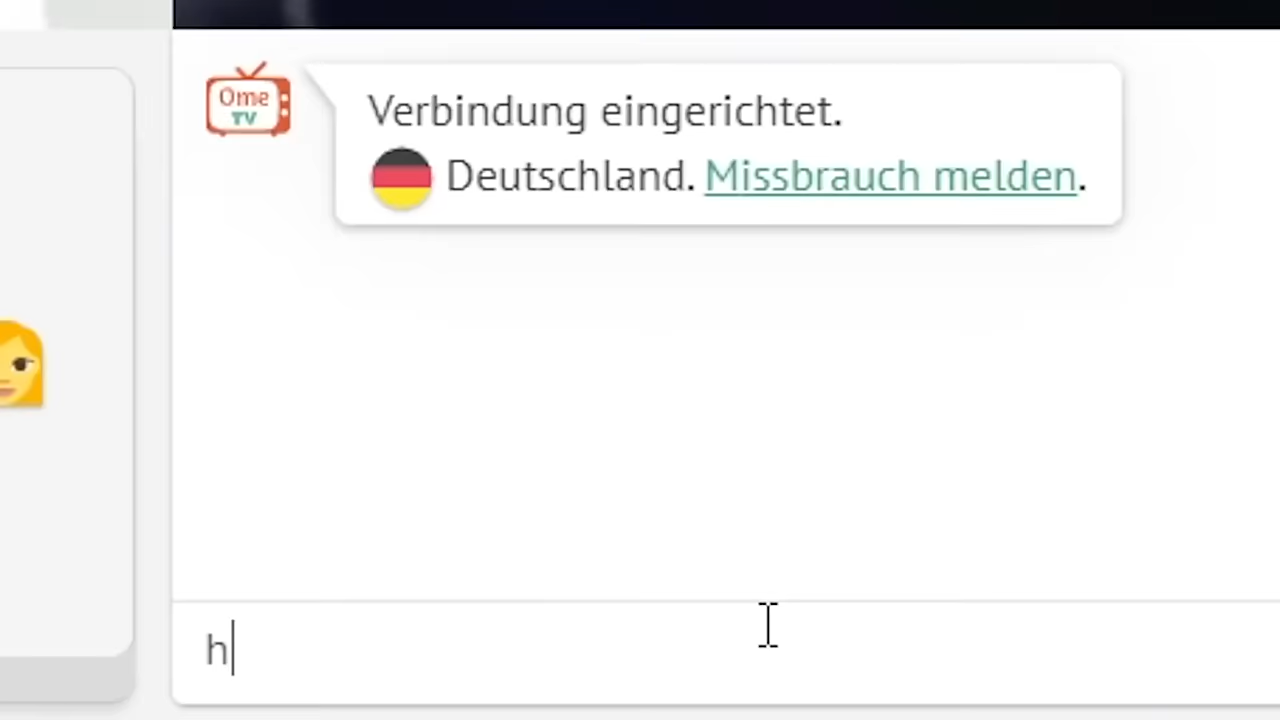 Ome
TV
Verbindung eingerichtet.
Deutschland. Missbrauch melden.
h